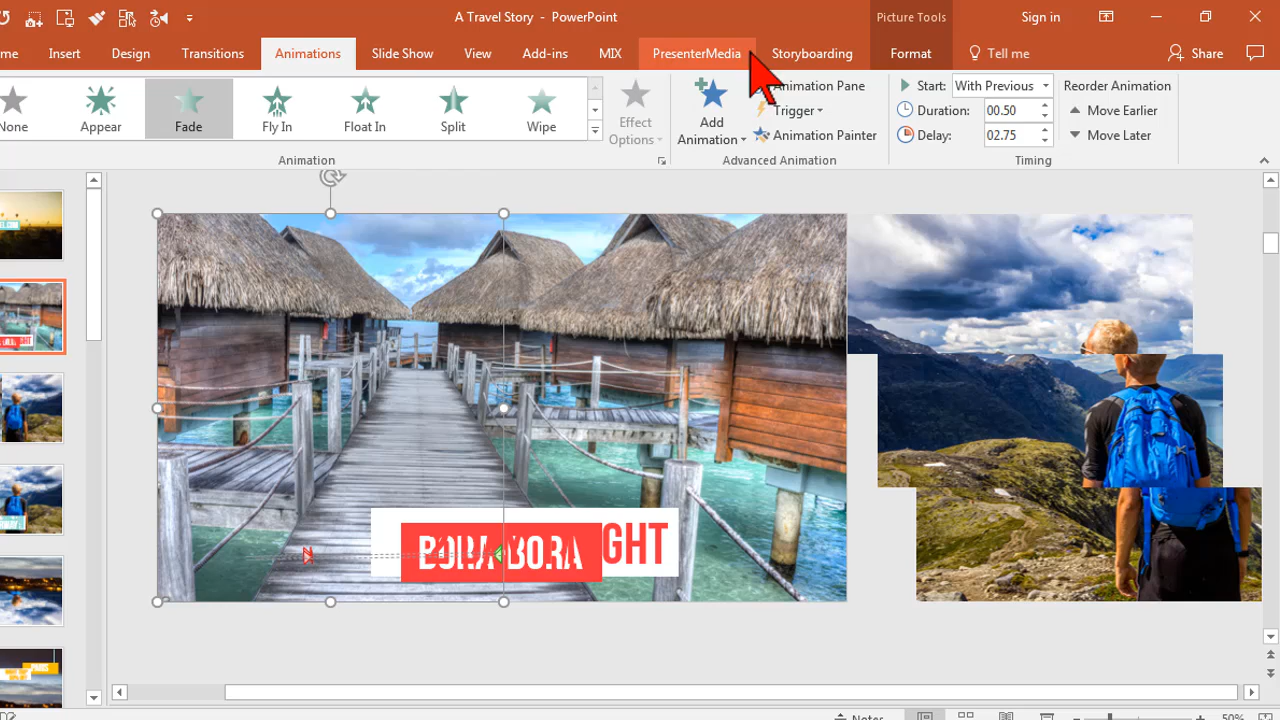 A Travel Story - PowerPoint
Picture Tools
Sign in
me Insert Design Transitions Animations Slide Show View Add-ins MIX PresenterMedia Storyboarding Format Tell me Share
None Appear Fade Fly In Float In Split Wipe
Effect Options
Add Animation
Animation Pane
Trigger
Animation Painter
Start: With Previous
Duration: 00.50
Delay: 02.75
Reorder Animation
Move Earlier
Move Later
Animation Advanced Animation Timing
BORA BORA
GHT
PARIS
Notes
50%